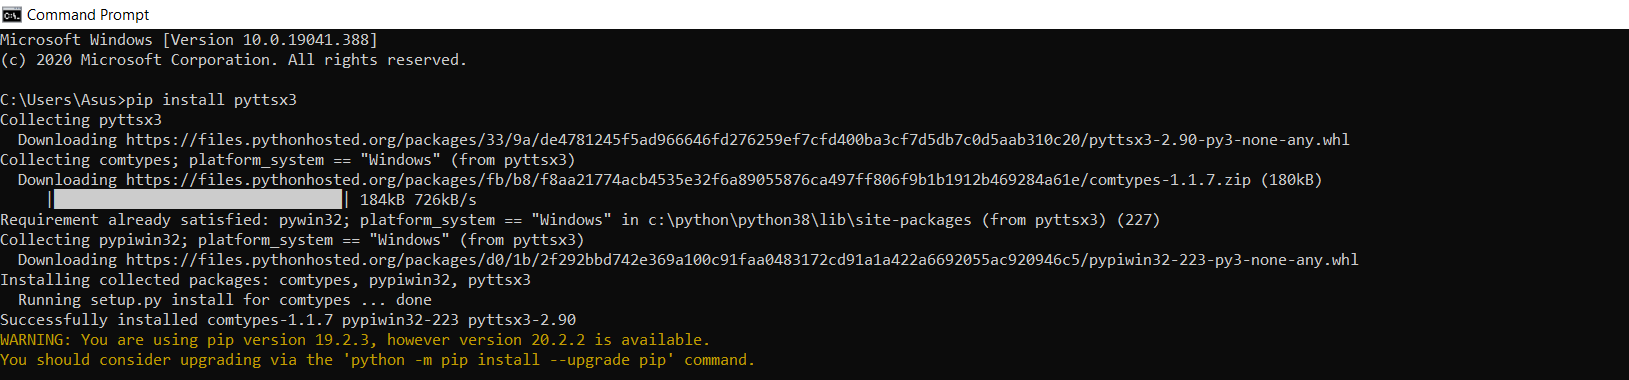 Command Prompt
Microsoft Windows [Version 10.0.19041.388]
(c) 2020 Microsoft Corporation. All rights reserved.
C:\Users\Asus>pip install pyttsx3
Collecting pyttsx3
  Downloading https://files.pythonhosted.org/packages/33/9a/de4781245f5ad966646fd276259ef7cfd400ba3cf7d5db7c0d5aab310c20/pyttsx3-2.90-py3-none-any.whl
Collecting comtypes; platform_system == "Windows" (from pyttsx3)
  Downloading https://files.pythonhosted.org/packages/fb/b8/f8aa21774acb4535e32f6a89055876ca497ff806f9b1b1912b469284a61e/comtypes-1.1.7.zip (180kB)
     |████████████████████████████████| 184kB 726kB/s
Requirement already satisfied: pywin32; platform_system == "Windows" in c:\python\python38\lib\site-packages (from pyttsx3) (227)
Collecting pypiwin32; platform_system == "Windows" (from pyttsx3)
  Downloading https://files.pythonhosted.org/packages/d0/1b/2f292bbd742e369a100c91faa0483172cd91a1a422a6692055ac920946c5/pypiwin32-223-py3-none-any.whl
Installing collected packages: comtypes, pypiwin32, pyttsx3
  Running setup.py install for comtypes ... done
Successfully installed comtypes-1.1.7 pypiwin32-223 pyttsx3-2.90
WARNING: You are using pip version 19.2.3, however version 20.2.2 is available.
You should consider upgrading via the 'python -m pip install --upgrade pip' command.